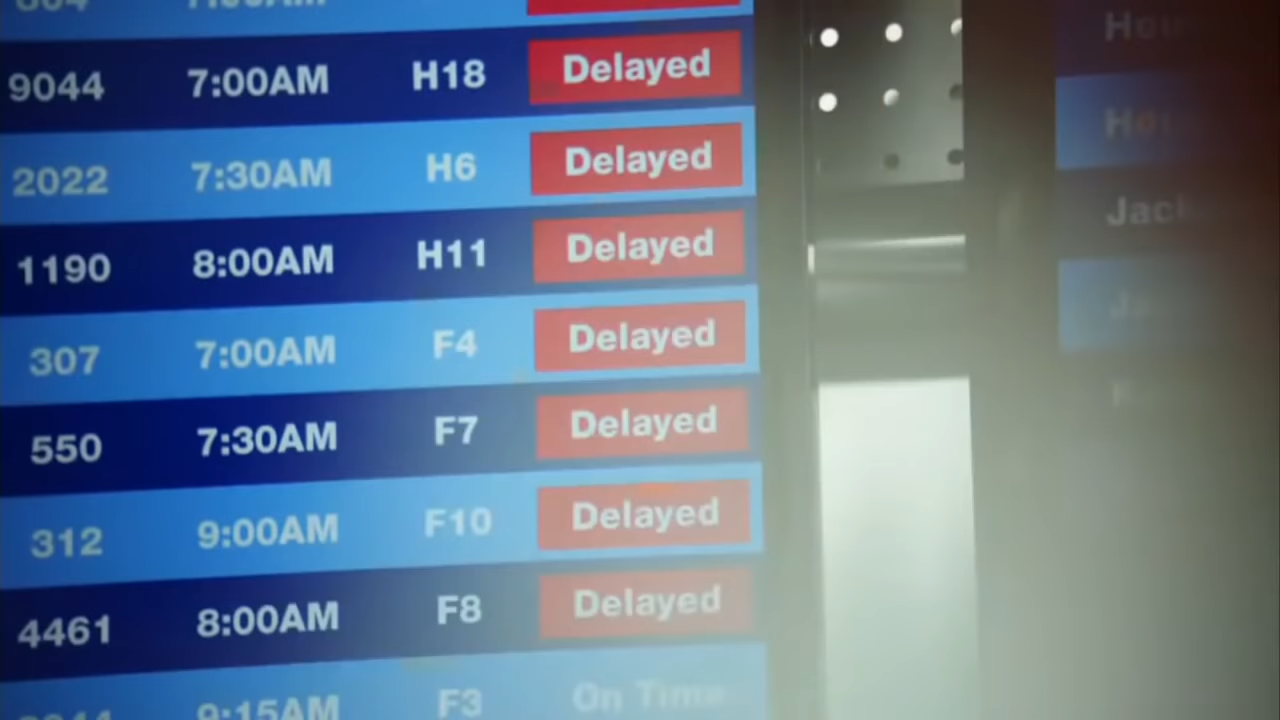 9044 7:00AM H18 Delayed
2022 7:30AM H6 Delayed
1190 8:00AM H11 Delayed
307 7:00AM F4 Delayed
550 7:30AM F7 Delayed
312 9:00AM F10 Delayed
4461 8:00AM F8 Delayed
9:15AM F3 On Time